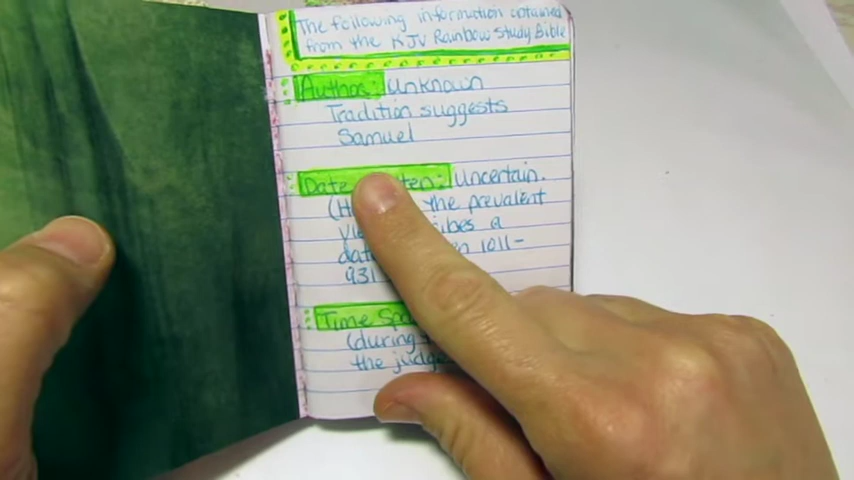 The following information obtained
from the KJV Rainbow Study Bible
Author: Unknown
Tradition suggests
Samuel
Date ten: Uncertain.
the prevalent
a
1011-
931
Time
(during
the